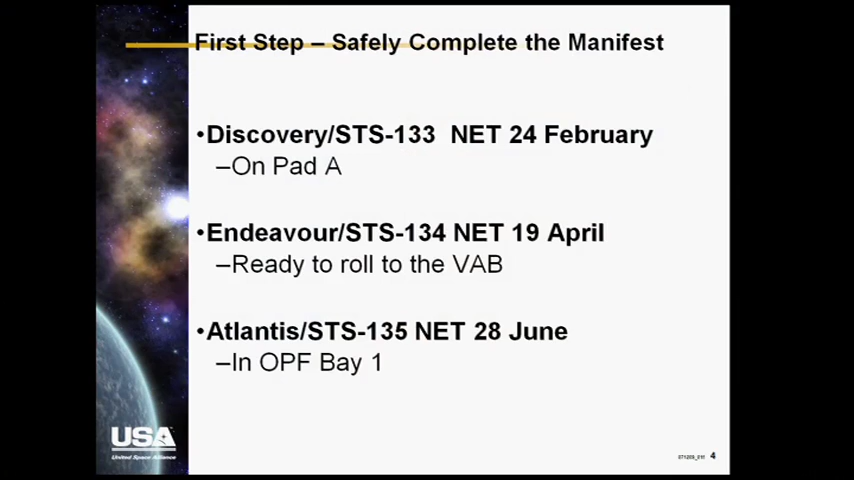 First Step – Safely Complete the Manifest
•Discovery/STS-133 NET 24 February
–On Pad A
•Endeavour/STS-134 NET 19 April
–Ready to roll to the VAB
•Atlantis/STS-135 NET 28 June
–In OPF Bay 1
USA
United Space Alliance
4